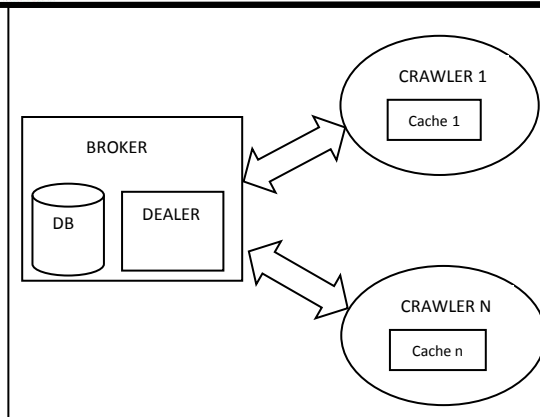 BROKER
DB
DEALER
CRAWLER 1
Cache 1
CRAWLER N
Cache n